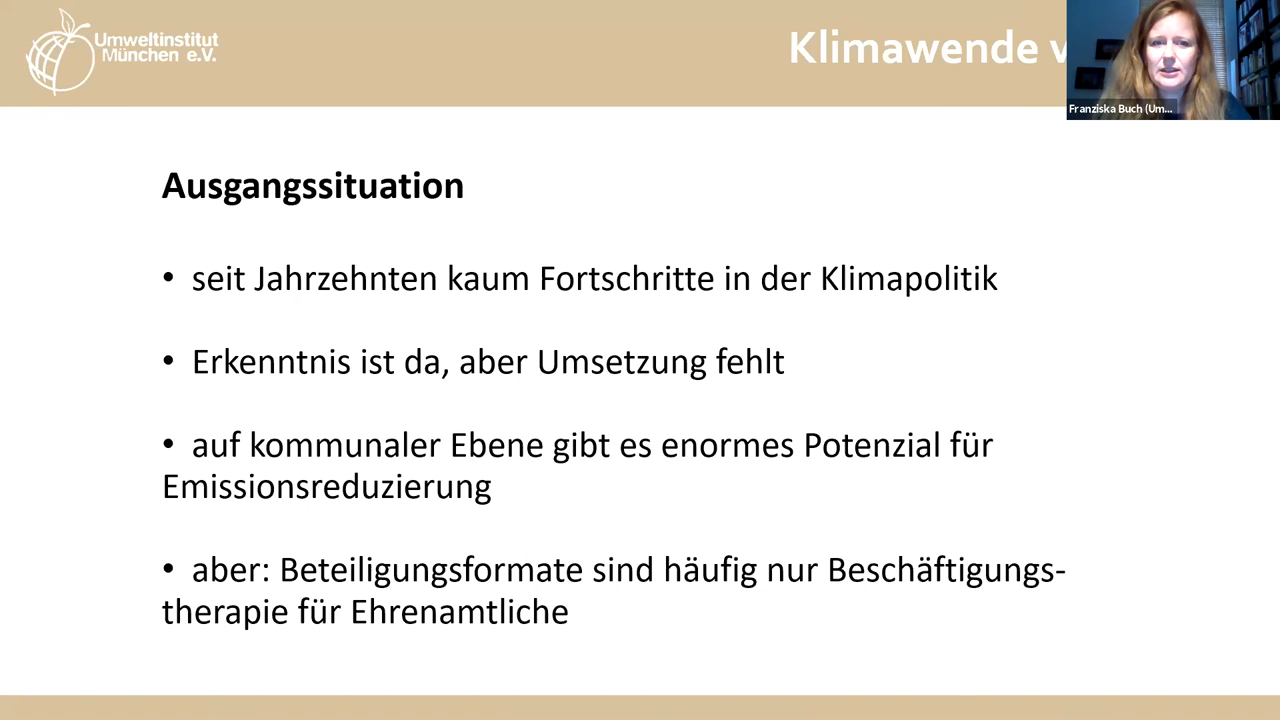 Umweltinstitut
München e.V.
Klimawende
Franziska Buch (Um...
Ausgangssituation
• seit Jahrzehnten kaum Fortschritte in der Klimapolitik
• Erkenntnis ist da, aber Umsetzung fehlt
• auf kommunaler Ebene gibt es enormes Potenzial für
Emissionsreduzierung
• aber: Beteiligungsformate sind häufig nur Beschäftigungs-
therapie für Ehrenamtliche